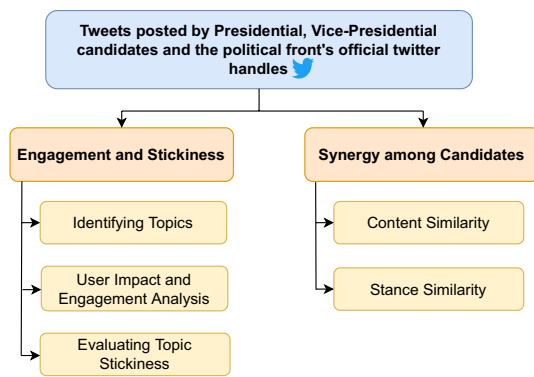 Tweets posted by Presidential, Vice-Presidential
candidates and the political front's official twitter
handles
Engagement and Stickiness
Synergy among Candidates
Identifying Topics
Content Similarity
User Impact and
Engagement Analysis
Stance Similarity
Evaluating Topic
Stickiness